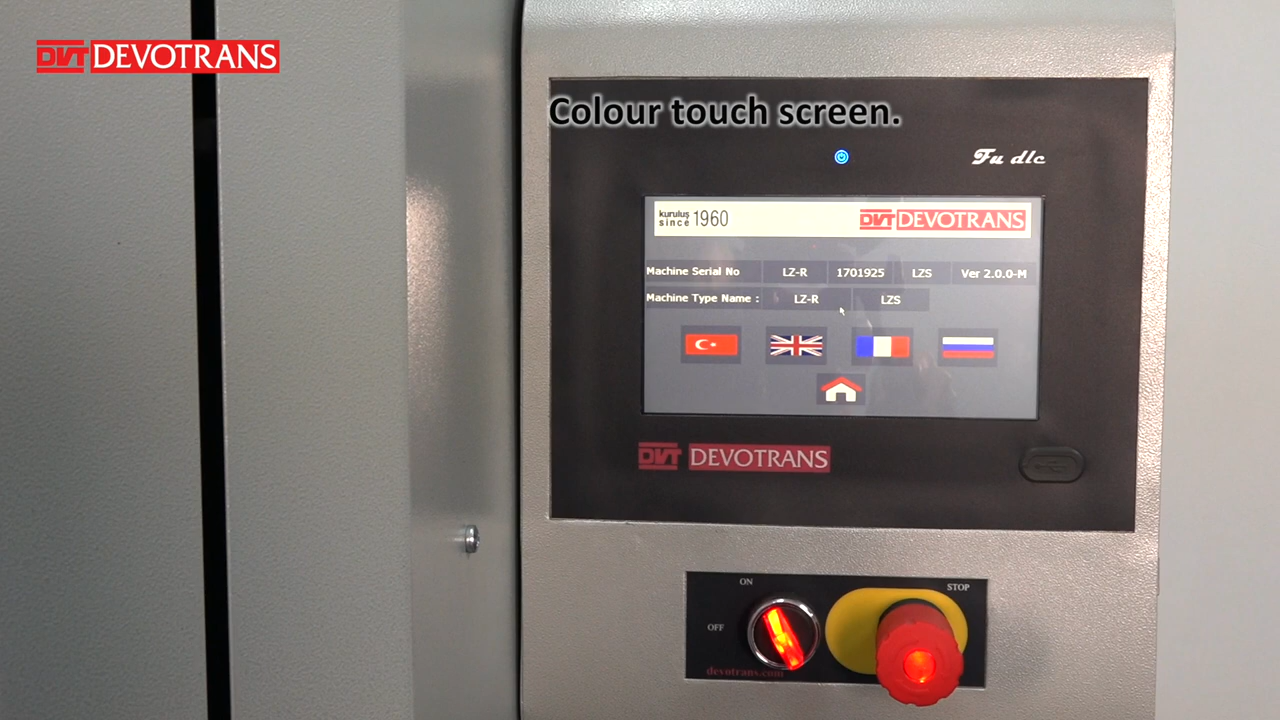 DVT DEVOTRANS
Colour touch screen.
Fu dlc
kuruluş
since 1960
DVT DEVOTRANS
Machine Serial No LZ-R 1701925 LZS Ver 2.0.0-M
Machine Type Name : LZ-R LZS
DVT DEVOTRANS
ON
STOP
OFF
devotrans.com